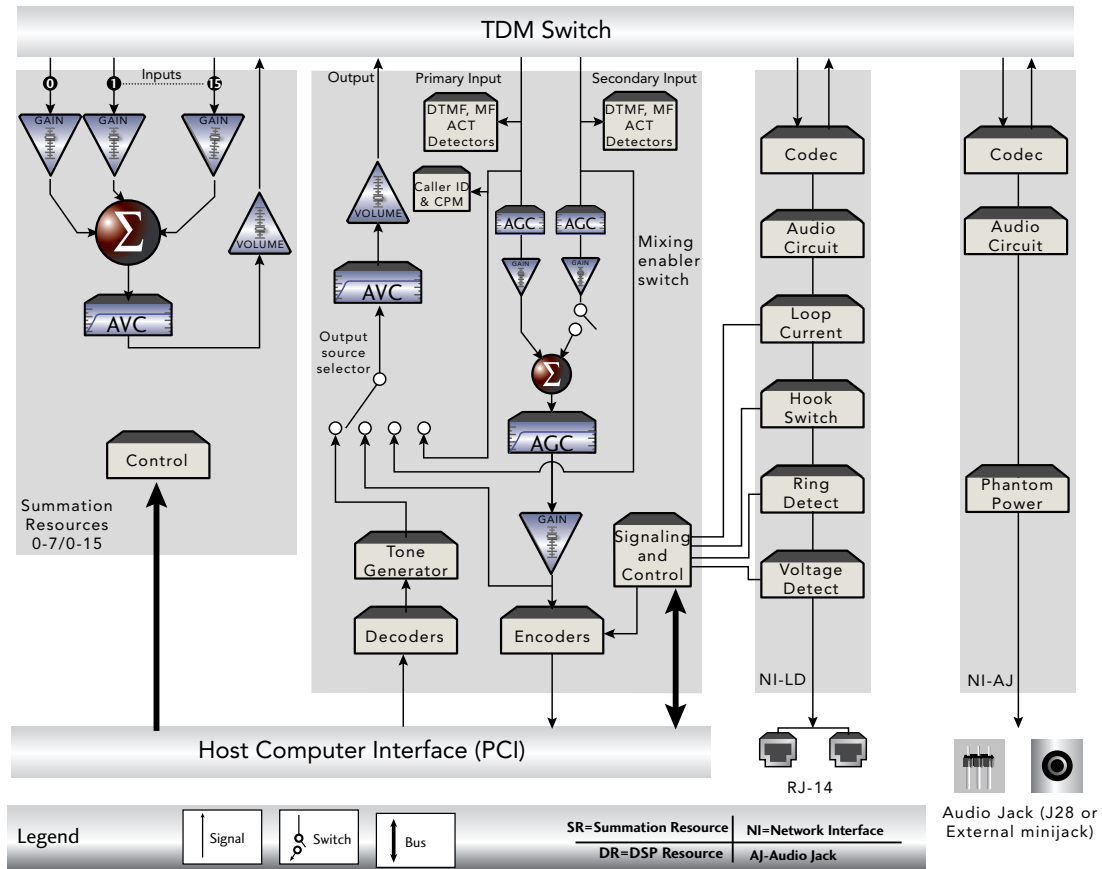 TDM Switch
0
1
Inputs
15
GAIN
GAIN
GAIN
Σ
VOLUME
AVC
Control
Summation
Resources
0-7/0-15
Output
Primary Input
Secondary Input
DTMF, MF
ACT
Detectors
DTMF, MF
ACT
Detectors
Caller ID
& CPM
VOLUME
AGC
AGC
Mixing
enabler
switch
GAIN
GAIN
AVC
Output
source
selector
Σ
AGC
GAIN
Signaling
and
Control
Tone
Generator
Decoders
Encoders
Codec
Audio
Circuit
Loop
Current
Hook
Switch
Ring
Detect
Voltage
Detect
NI-LD
Codec
Audio
Circuit
Phantom
Power
NI-AJ
Host Computer Interface (PCI)
RJ-14
Audio Jack (J28 or
External minijack)
Legend
Signal
Switch
Bus
SR=Summation Resource
NI=Network Interface
DR=DSP Resource
AJ-Audio Jack